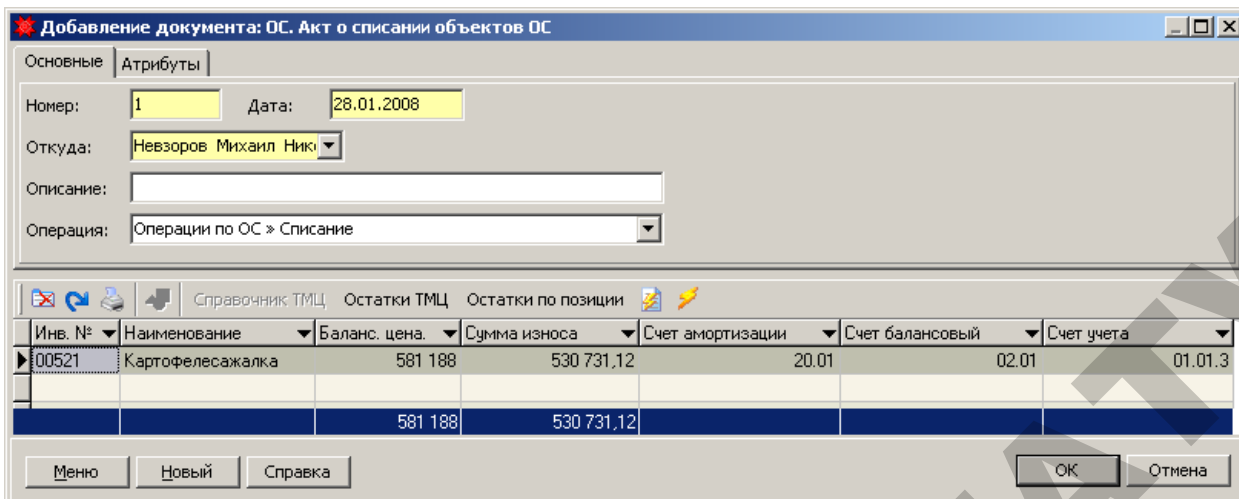 Добавление документа: ОС. Акт о списании объектов ОС
Основные Атрибуты
Номер: 1 Дата: 28.01.2008
Откуда: Невзоров Михаил Ник
Описание:
Операция: Операции по ОС » Списание
Справочник ТМЦ Остатки ТМЦ Остатки по позиции
Инв. № Наименование Баланс. цена. Сумма износа Счет амортизации Счет балансовый Счет учета
00521 Картофелесажалка 581 188 530 731,12 20.01 02.01 01.01.3
581 188 530 731,12
Меню Новый Справка ОК Отмена